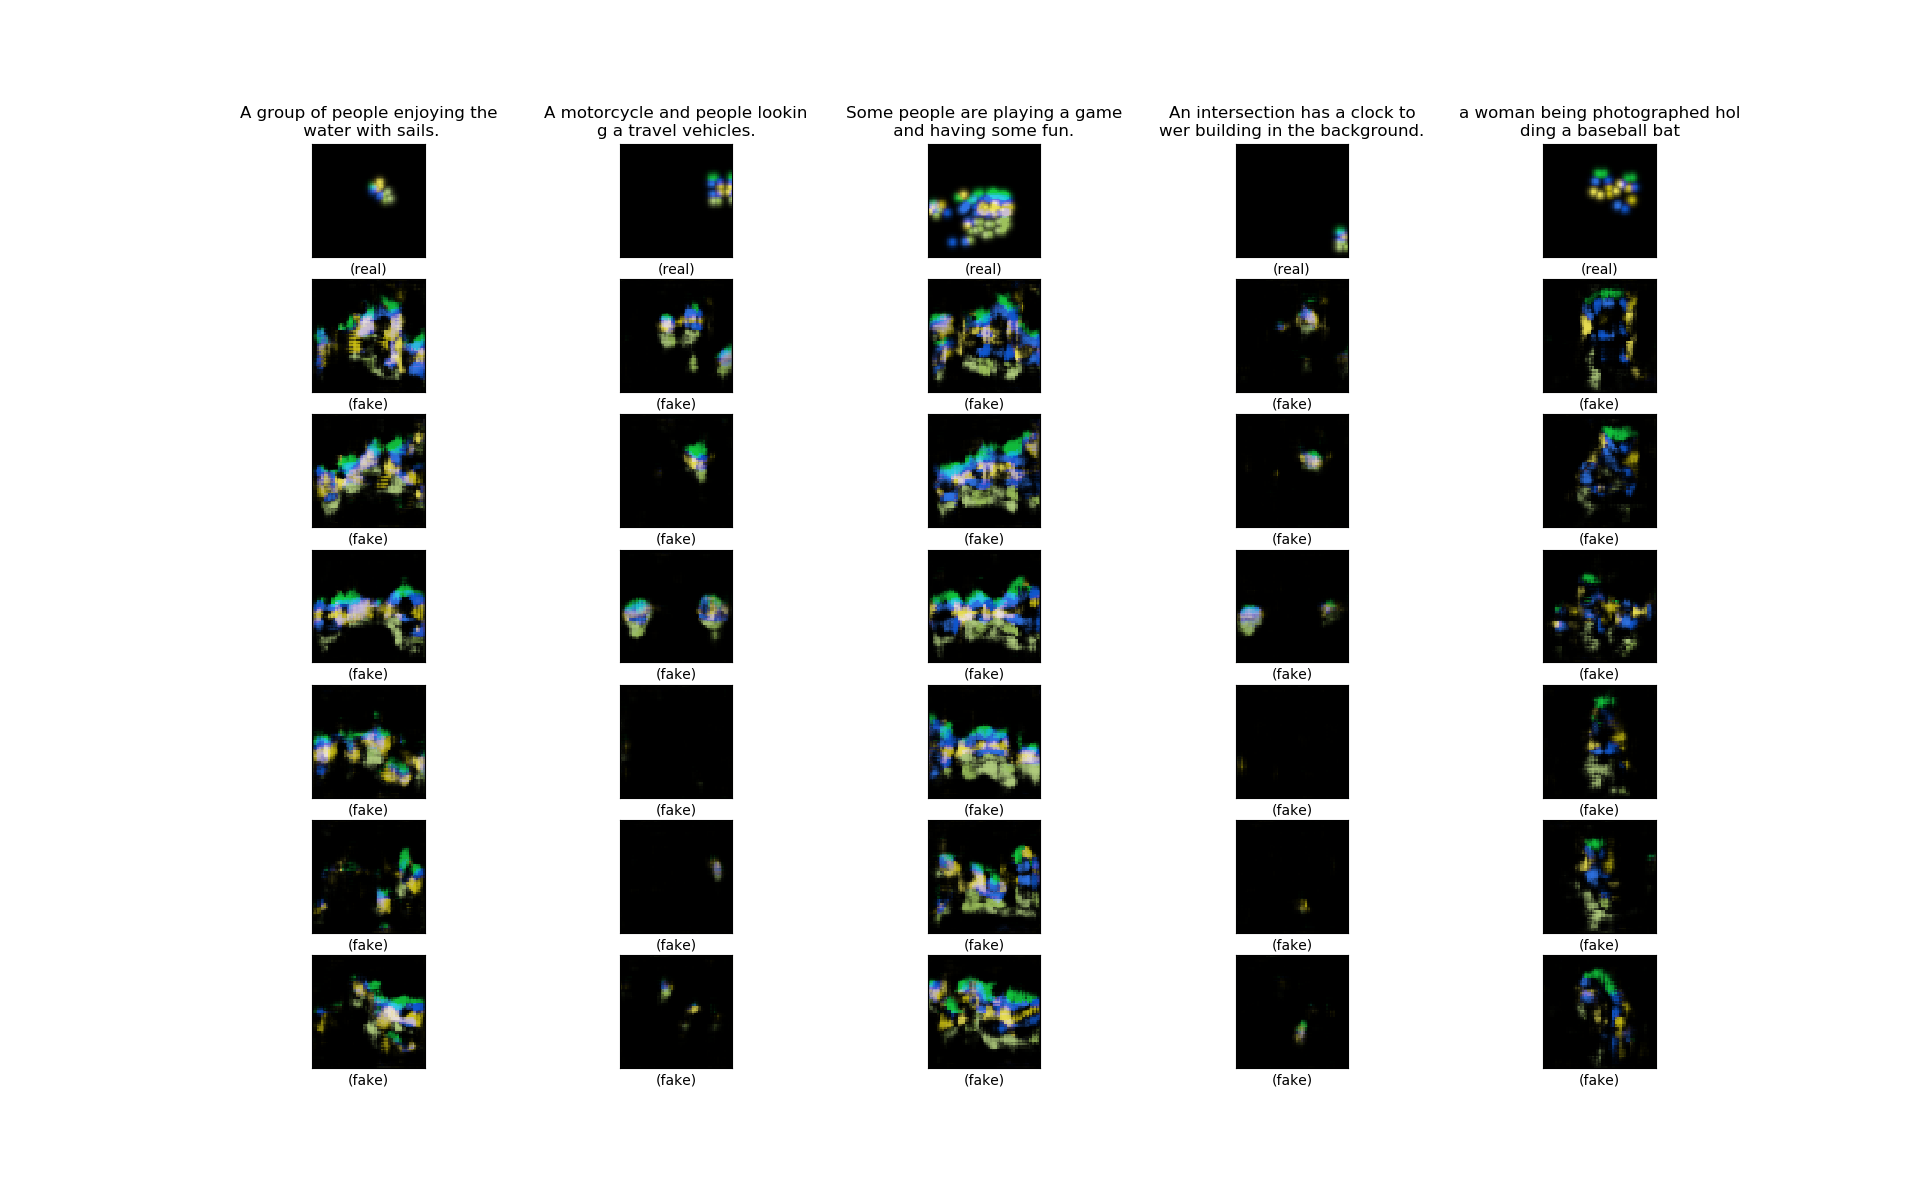 A group of people enjoying the
water with sails.
A motorcycle and people lookin
g a travel vehicles.
Some people are playing a game
and having some fun.
An intersection has a clock to
wer building in the background.
a woman being photographed hol
ding a baseball bat
(real) (real) (real) (real) (real)
(fake) (fake) (fake) (fake) (fake)
(fake) (fake) (fake) (fake) (fake)
(fake) (fake) (fake) (fake) (fake)
(fake) (fake) (fake) (fake) (fake)
(fake) (fake) (fake) (fake) (fake)
(fake) (fake) (fake) (fake) (fake)